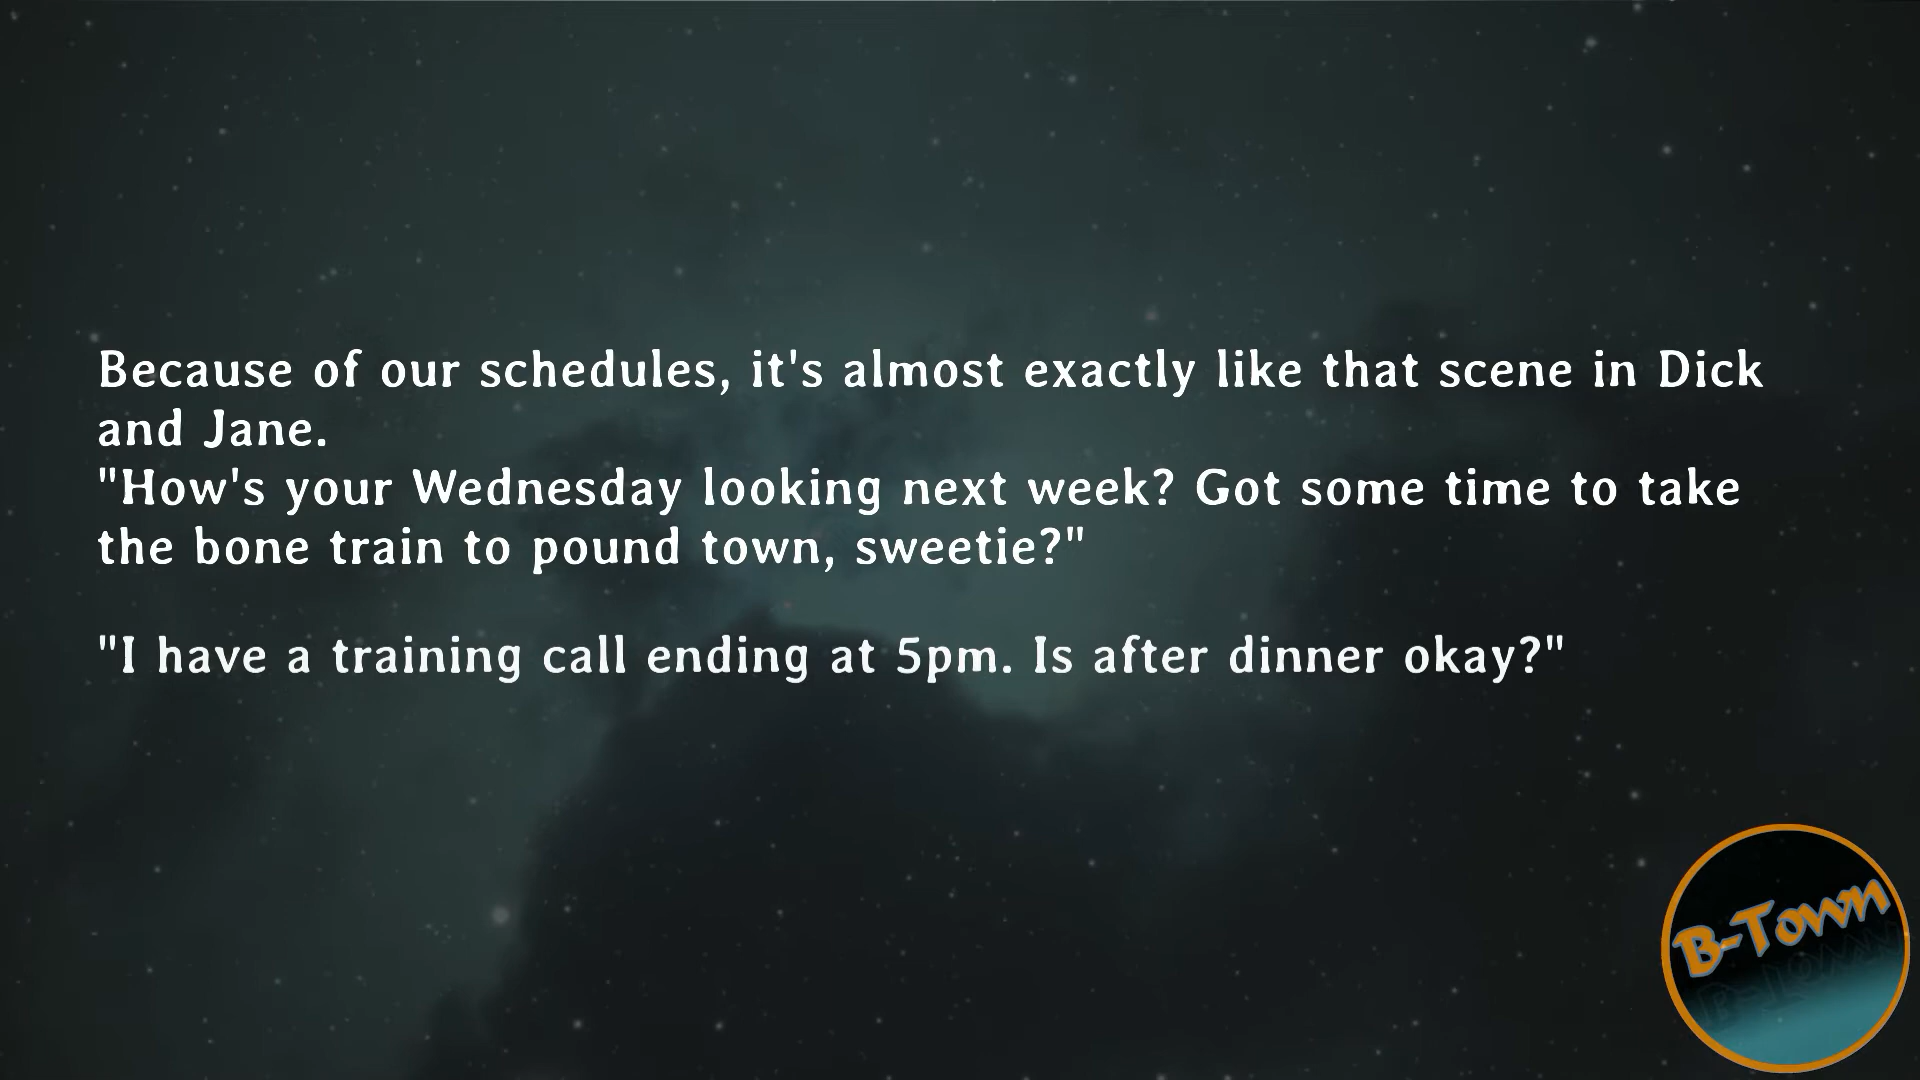 Because of our schedules, it's almost exactly like that scene in Dick
and Jane.
"How's your Wednesday looking next week? Got some time to take
the bone train to pound town, sweetie?"
"I have a training call ending at 5pm. Is after dinner okay?"
B-Town